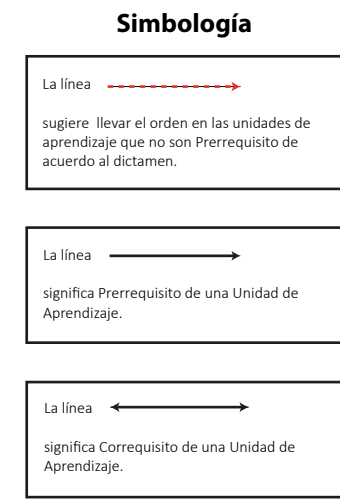 Simbología
La línea
sugiere llevar el orden en las unidades de
aprendizaje que no son Prerrequisito de
acuerdo al dictamen.
La línea
significa Prerrequisito de una Unidad de
Aprendizaje.
La línea
significa Correquisito de una Unidad de
Aprendizaje.